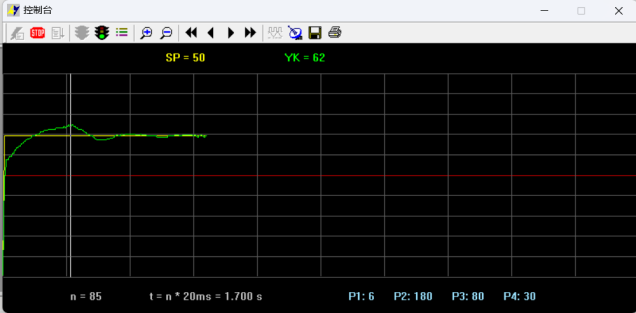 控制台
STOP
SP = 50 YK = 62
n = 85 t = n * 20ms = 1.700 s P1: 6 P2: 180 P3: 80 P4: 30